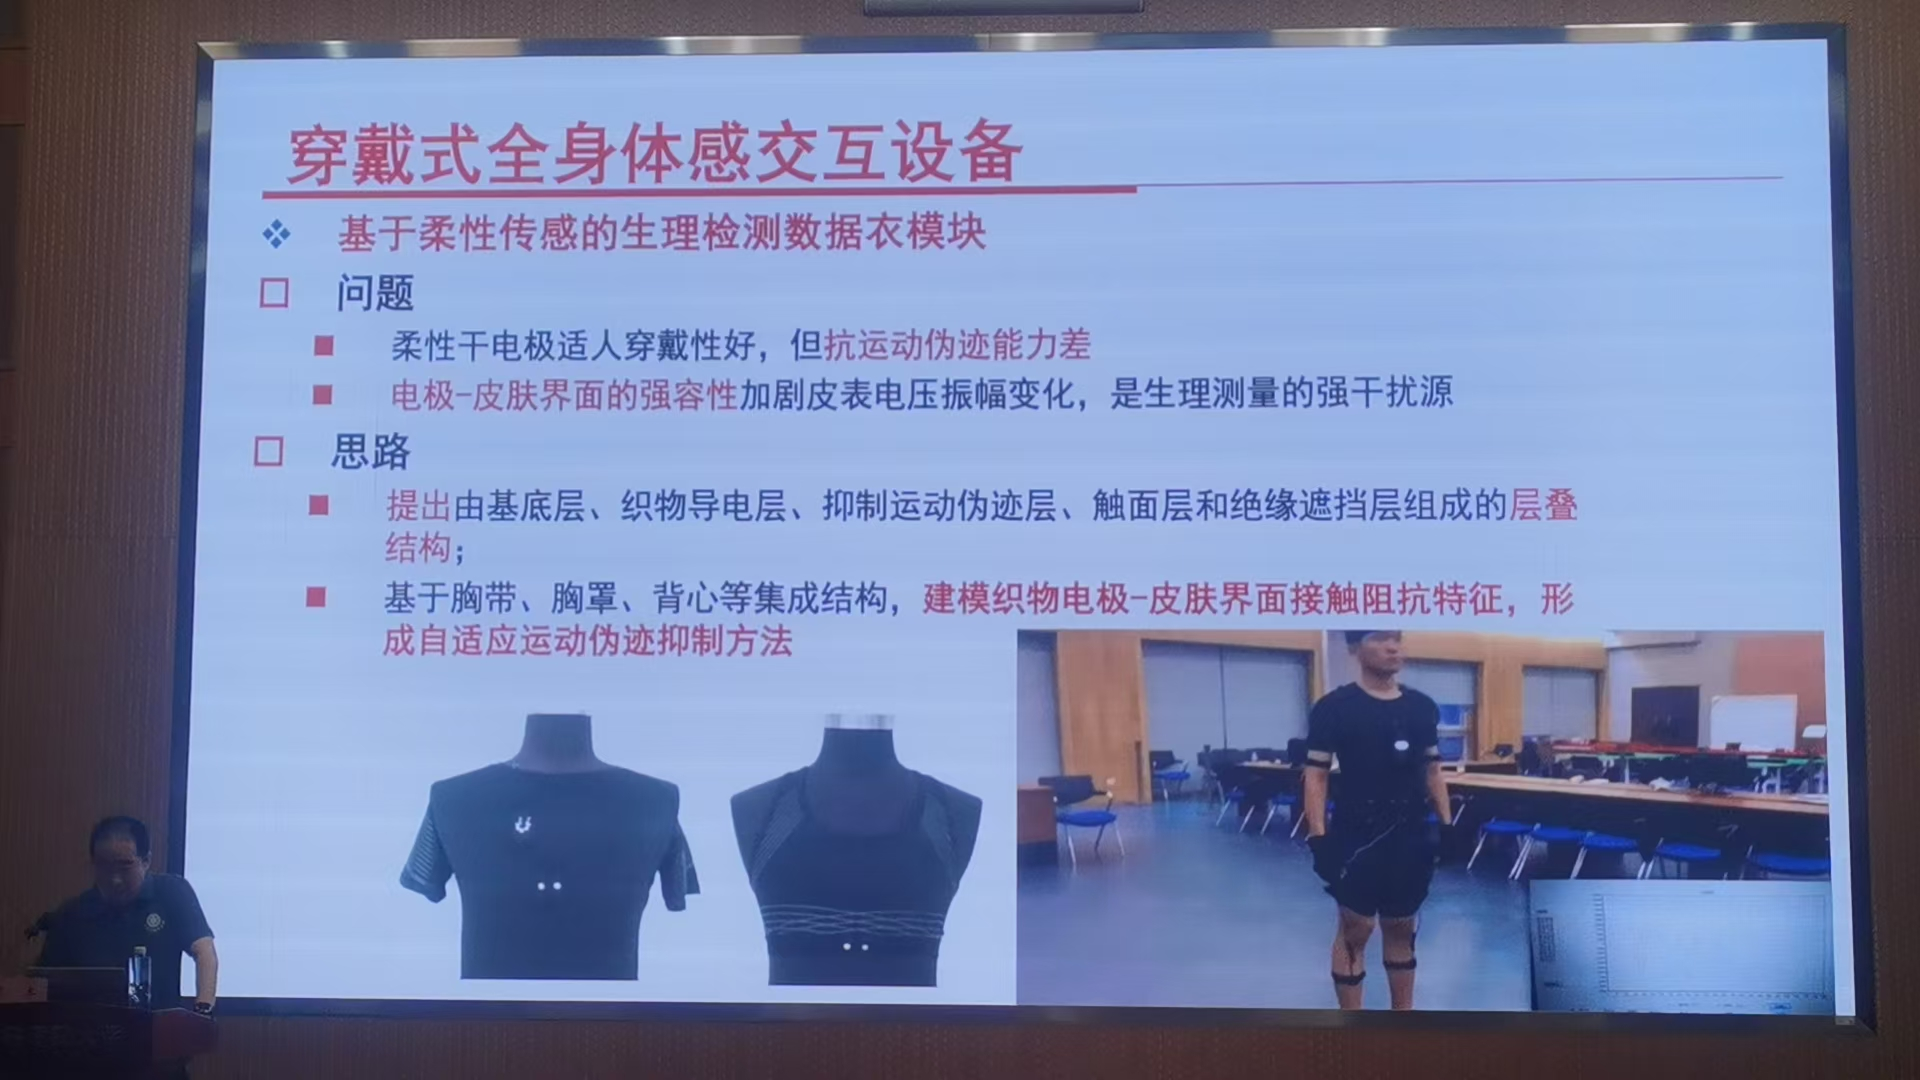 穿戴式全身体感交互设备
基于柔性传感的生理检测数据衣模块
问题
柔性干电极适人穿戴性好，但抗运动伪迹能力差
电极-皮肤界面的强容性加剧皮表电压振幅变化，是生理测量的强干扰源
思路
提出由基底层、织物导电层、抑制运动伪迹层、触面层和绝缘遮挡层组成的层叠
结构；
基于胸带、胸罩、背心等集成结构，建模织物电极-皮肤界面接触阻抗特征，形
成自适应运动伪迹抑制方法